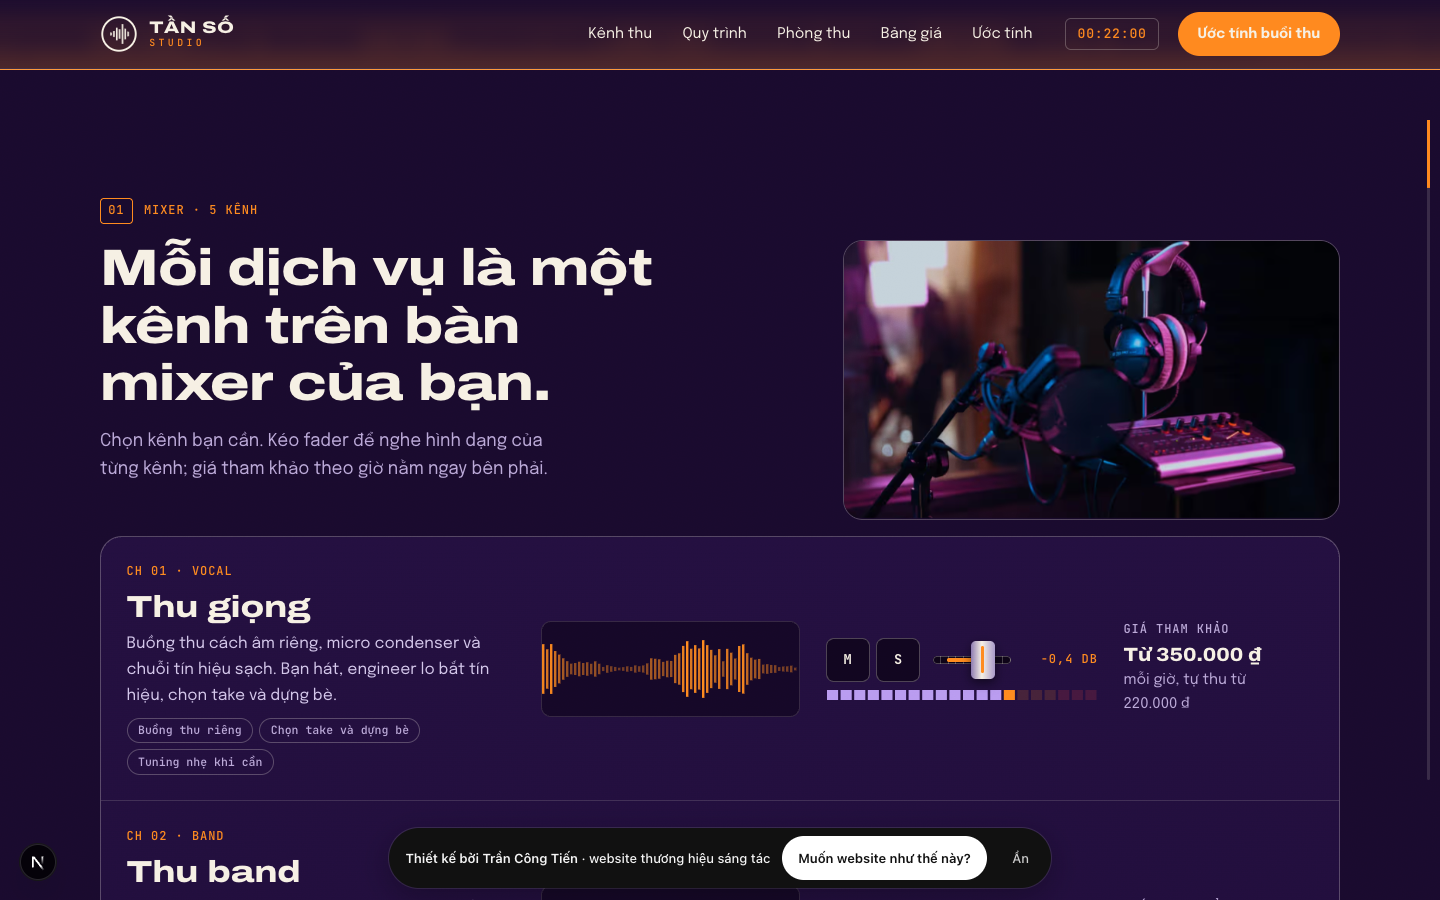 TẦN SỐ
STUDIO
Kênh thu
Quy trình
Phòng thu
Bảng giá
Ước tính
00:22:00
Ước tính buổi thu
01
MIXER · 5 KÊNH
Mỗi dịch vụ là một
kênh trên bàn
mixer của bạn.
Chọn kênh bạn cần. Kéo fader để nghe hình dạng của
từng kênh; giá tham khảo theo giờ nằm ngay bên phải.
CH 01 · VOCAL
Thu giọng
Buồng thu cách âm riêng, micro condenser và
chuỗi tín hiệu sạch. Bạn hát, engineer lo bắt tín
hiệu, chọn take và dựng bè.
Buồng thu riêng
Chọn take và dựng bè
Tuning nhẹ khi cần
M
S
-0,4 DB
GIÁ THAM KHẢO
Từ 350.000 ₫
mỗi giờ, tự thu từ
220.000 đ
CH 02 · BAND
Thu band
Thiết kế bởi Trần Công Tiến · website thương hiệu sáng tác
Muốn website như thế này?
Ẩn
N